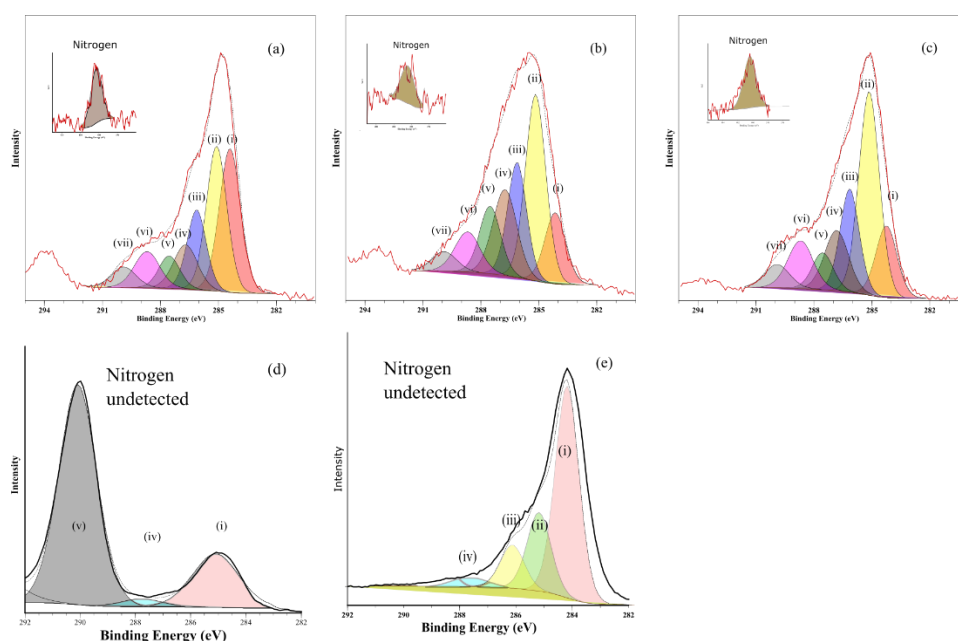 Nitrogen
(a)
(ii)
(i)
(iii)
(vi)
(iv)
(vii)
(v)
Intensity
294
291
288
285
282
Binding Energy (eV)
Nitrogen
(b)
(ii)
(iii)
(iv)
(v)
(i)
(vi)
(vii)
Intensity
294
291
288
285
282
Binding Energy (eV)
Nitrogen
(c)
(ii)
(iii)
(i)
(iv)
(vi)
(v)
(vii)
Intensity
294
291
288
285
282
Binding Energy (eV)
Nitrogen
undetected
(d)
(v)
(iv)
(i)
Intensity
292
290
288
286
284
282
Binding Energy (eV)
Nitrogen
undetected
(e)
(i)
(iii)
(ii)
(iv)
Intensity
292
290
288
286
284
282
Binding Energy (eV)